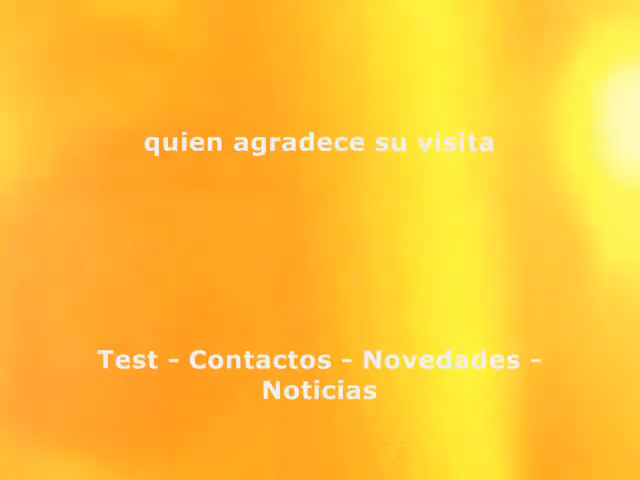 quien agradece su visita
Test - Contactos - Novedades -
Noticias